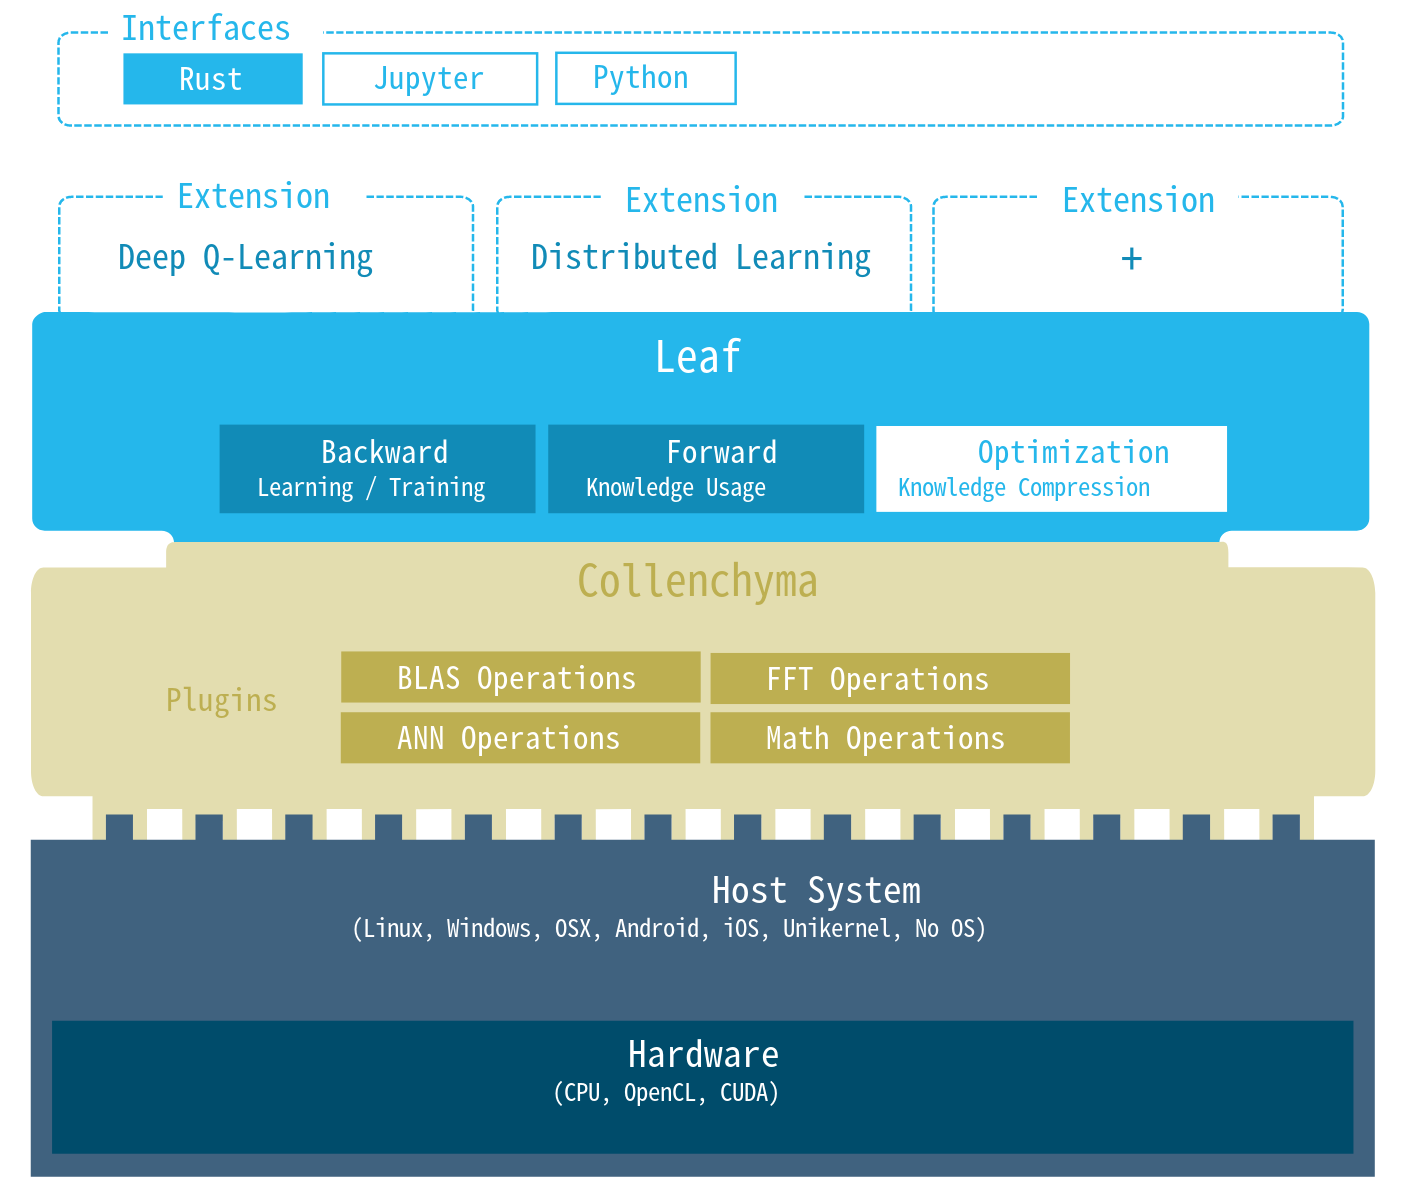 Interfaces
Rust
Jupyter
Python
Extension
Deep Q-Learning
Extension
Distributed Learning
Extension
+
Leaf
Backward
Learning / Training
Forward
Knowledge Usage
Optimization
Knowledge Compression
Collenchyma
Plugins
BLAS Operations
FFT Operations
ANN Operations
Math Operations
Host System
(Linux, Windows, OSX, Android, iOS, Unikernel, No OS)
Hardware
(CPU, OpenCL, CUDA)